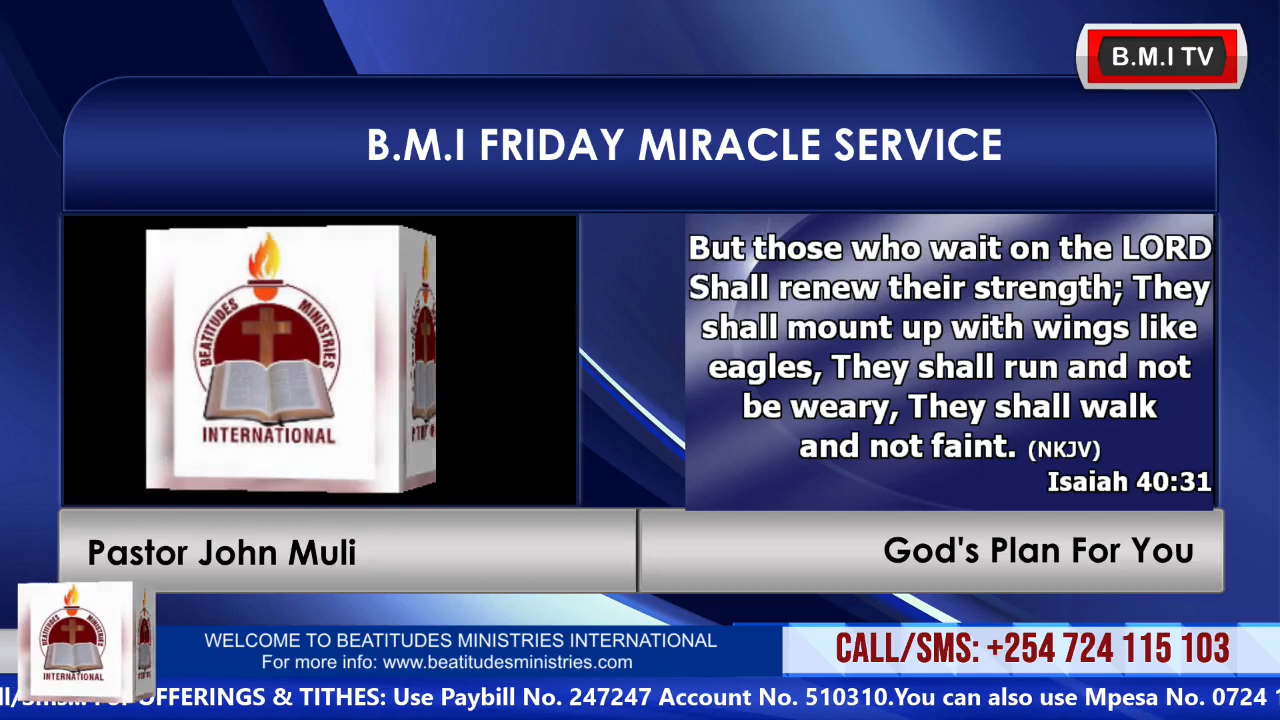 B.M.I TV
B.M.I FRIDAY MIRACLE SERVICE
BEATITUDES MINISTRIES
INTERNATIONAL
But those who wait on the LORD
Shall renew their strength; They
shall mount up with wings like
eagles, They shall run and not
be weary, They shall walk
and not faint. (NKJV)
Isaiah 40:31
Pastor John Muli
God's Plan For You
BEATITUDES MINISTRIES
INTERNATIONAL
WELCOME TO BEATITUDES MINISTRIES INTERNATIONAL
For more info: www.beatitudesministries.com
CALL/SMS: +254 724 115 103
OFFERINGS & TITHES: Use Paybill No. 247247 Account No. 510310.You can also use Mpesa No. 0724